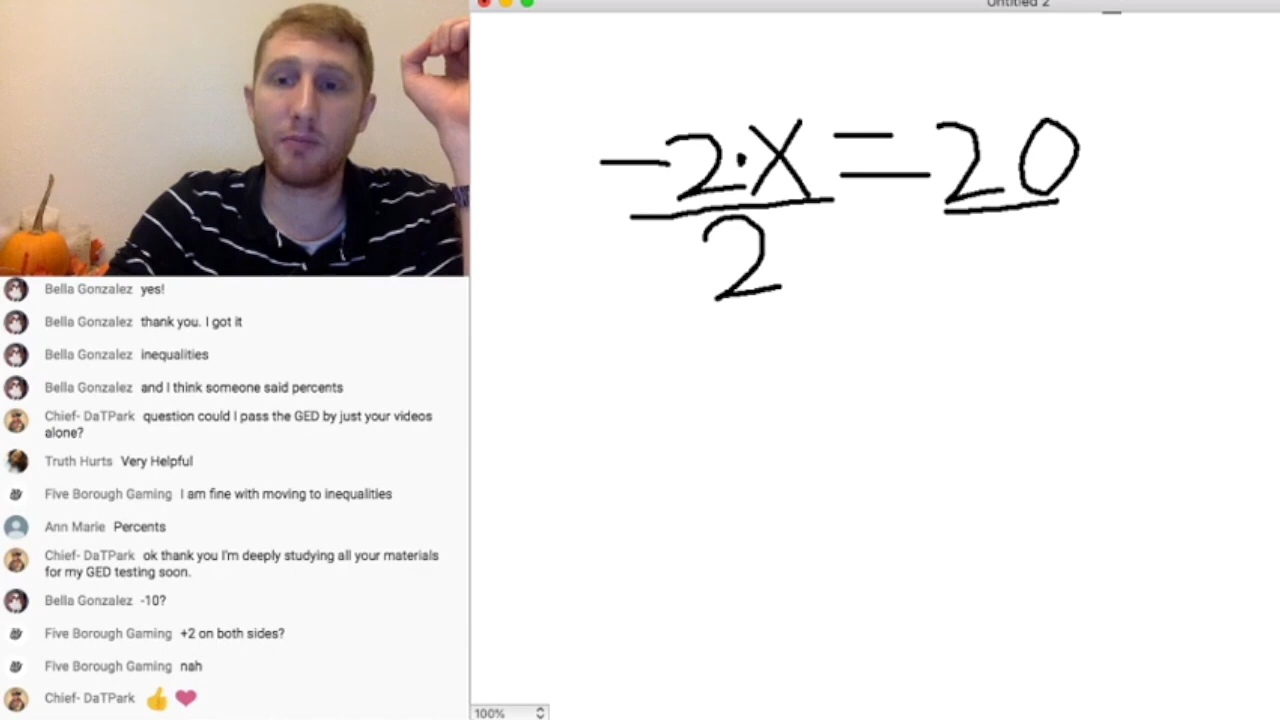 Untitled 2
-2·X=20
2
Bella Gonzalez yes!
Bella Gonzalez thank you. I got it
Bella Gonzalez inequalities
Bella Gonzalez and I think someone said percents
Chief- DaTPark question could I pass the GED by just your videos
alone?
Truth Hurts Very Helpful
Five Borough Gaming I am fine with moving to inequalities
Ann Marie Percents
Chief- DaTPark ok thank you I'm deeply studying all your materials
for my GED testing soon.
Bella Gonzalez -10?
Five Borough Gaming +2 on both sides?
Five Borough Gaming nah
Chief- DaTPark 👍 ❤️
100%